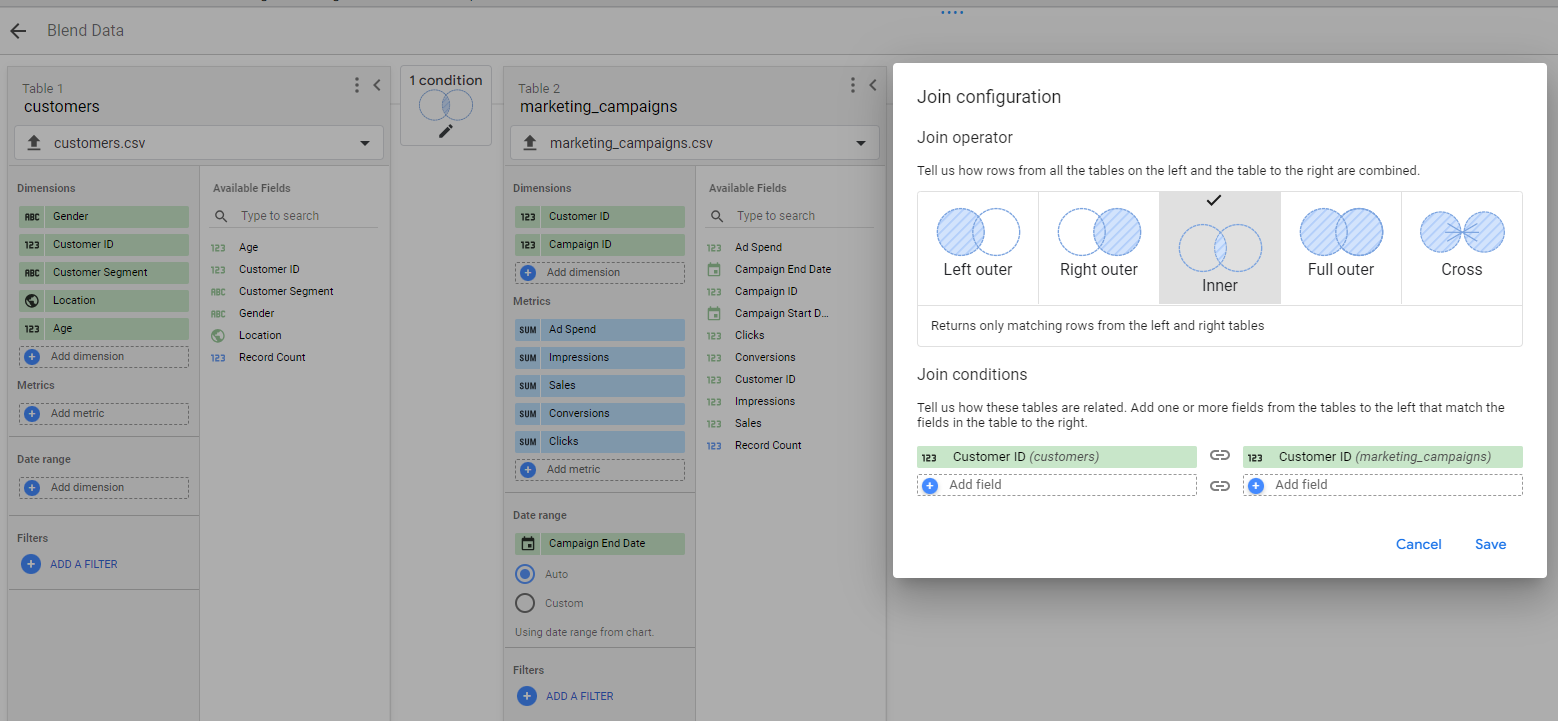 Blend Data
Table 1
customers
customers.csv
Dimensions
ABC Gender
123 Customer ID
ABC Customer Segment
Location
123 Age
Add dimension
Metrics
Add metric
Date range
Add dimension
Filters
ADD A FILTER
Available Fields
Type to search
123 Age
123 Customer ID
ABC Customer Segment
ABC Gender
Location
123 Record Count
1 condition
Table 2
marketing_campaigns
marketing_campaigns.csv
Dimensions
123 Customer ID
123 Campaign ID
Add dimension
Metrics
SUM Ad Spend
SUM Impressions
SUM Sales
SUM Conversions
SUM Clicks
Add metric
Date range
Campaign End Date
Auto
Custom
Using date range from chart.
Filters
ADD A FILTER
Available Fields
Type to search
123 Ad Spend
Campaign End Date
123 Campaign ID
Campaign Start D...
123 Clicks
123 Conversions
123 Customer ID
123 Impressions
123 Sales
123 Record Count
Join configuration
Join operator
Tell us how rows from all the tables on the left and the table to the right are combined.
Left outer
Right outer
Inner
Full outer
Cross
Returns only matching rows from the left and right tables
Join conditions
Tell us how these tables are related. Add one or more fields from the tables to the left that match the
fields in the table to the right.
123 Customer ID (customers)
123 Customer ID (marketing_campaigns)
Add field
Add field
Cancel
Save